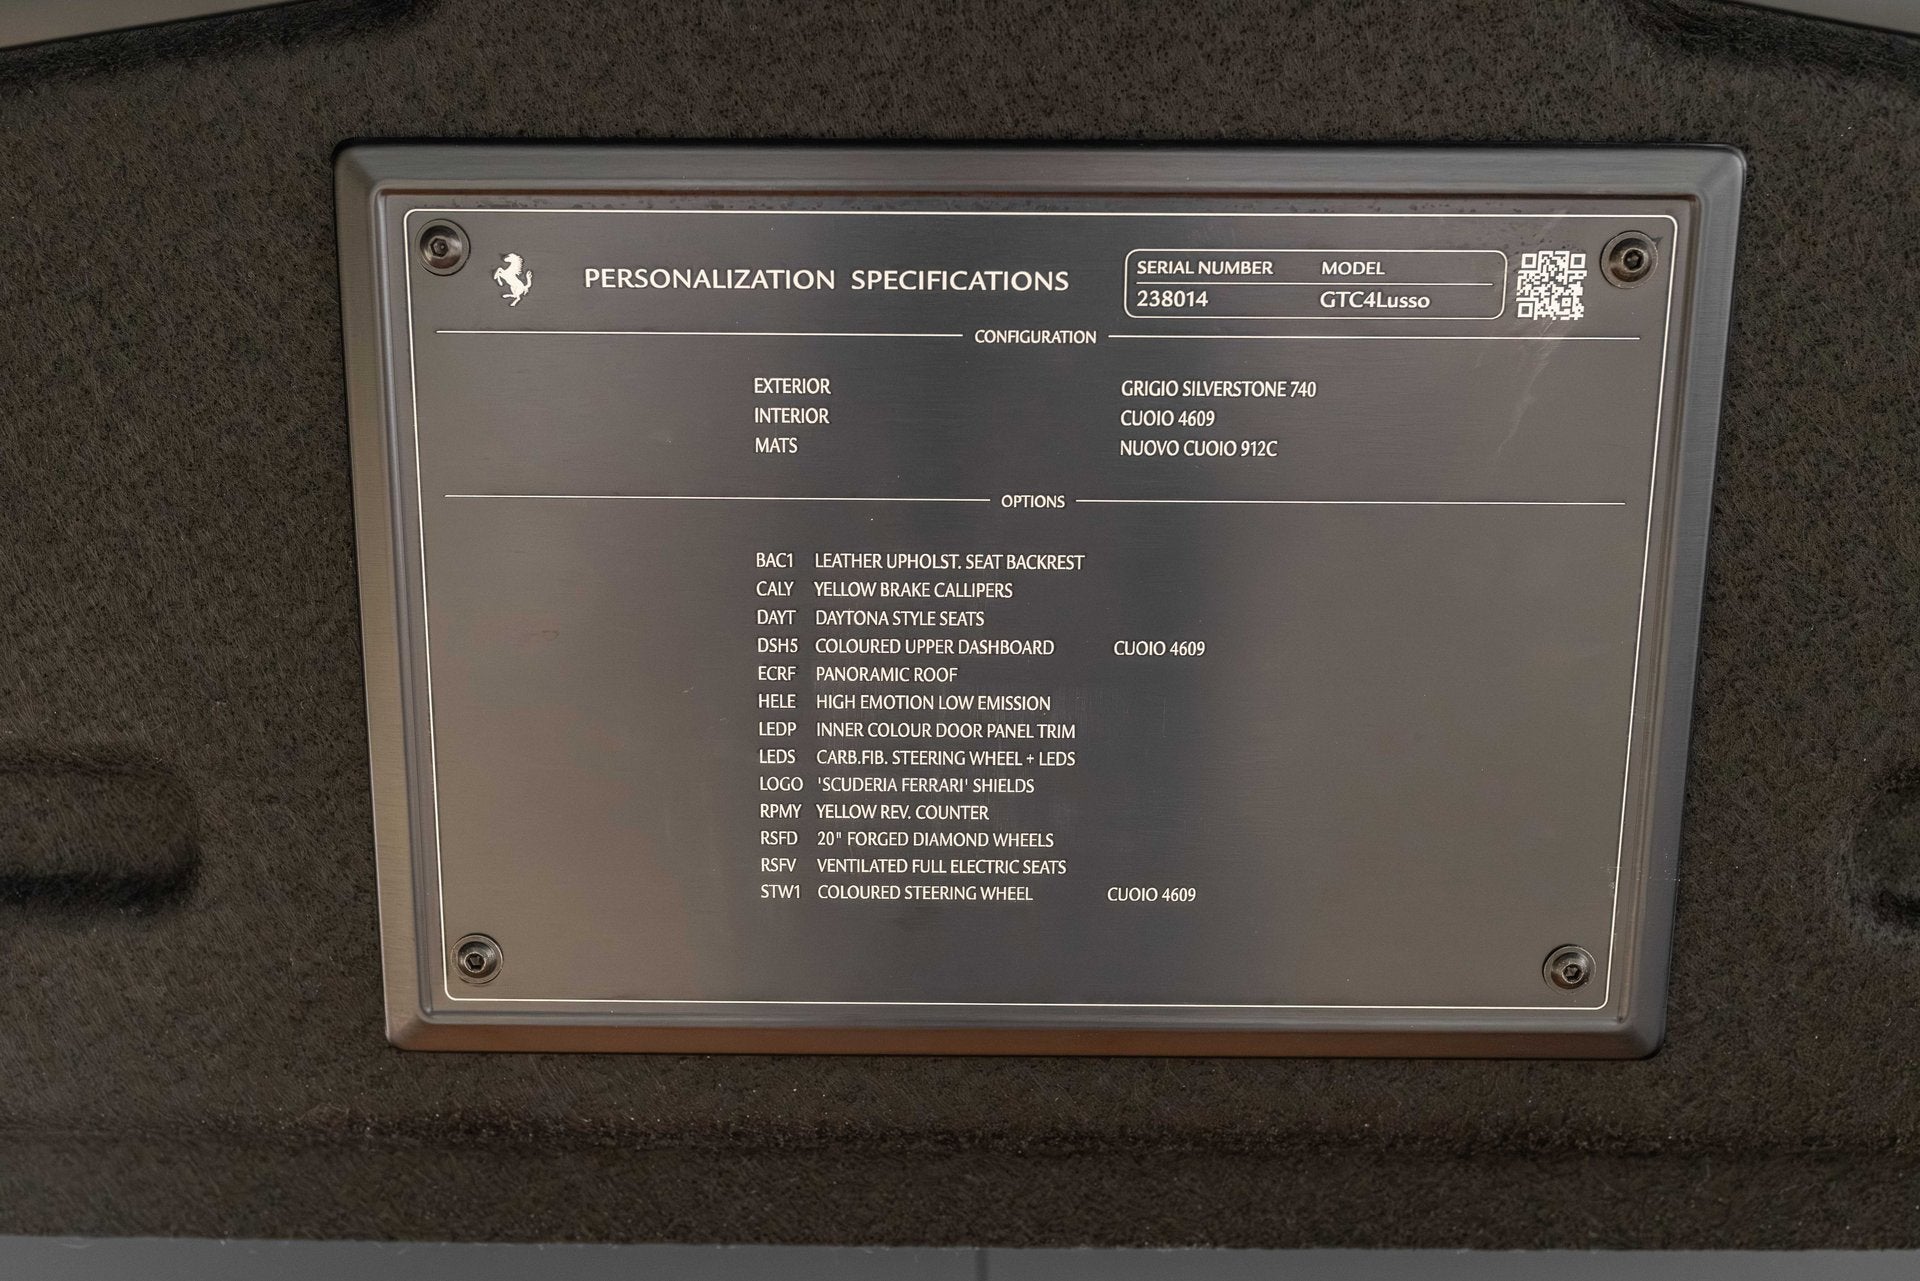 PERSONALIZATION SPECIFICATIONS
SERIAL NUMBER MODEL
238014 GTC4Lusso
CONFIGURATION
EXTERIOR GRIGIO SILVERSTONE 740
INTERIOR CUOIO 4609
MATS NUOVO CUOIO 912C
OPTIONS
BAC1 LEATHER UPHOLST. SEAT BACKREST
CALY YELLOW BRAKE CALLIPERS
DAYT DAYTONA STYLE SEATS
DSH5 COLOURED UPPER DASHBOARD CUOIO 4609
ECRF PANORAMIC ROOF
HELE HIGH EMOTION LOW EMISSION
LEDP INNER COLOUR DOOR PANEL TRIM
LEDS CARB.FIB. STEERING WHEEL + LEDS
LOGO 'SCUDERIA FERRARI' SHIELDS
RPMY YELLOW REV. COUNTER
RSFD 20" FORGED DIAMOND WHEELS
RSFV VENTILATED FULL ELECTRIC SEATS
STW1 COLOURED STEERING WHEEL CUOIO 4609